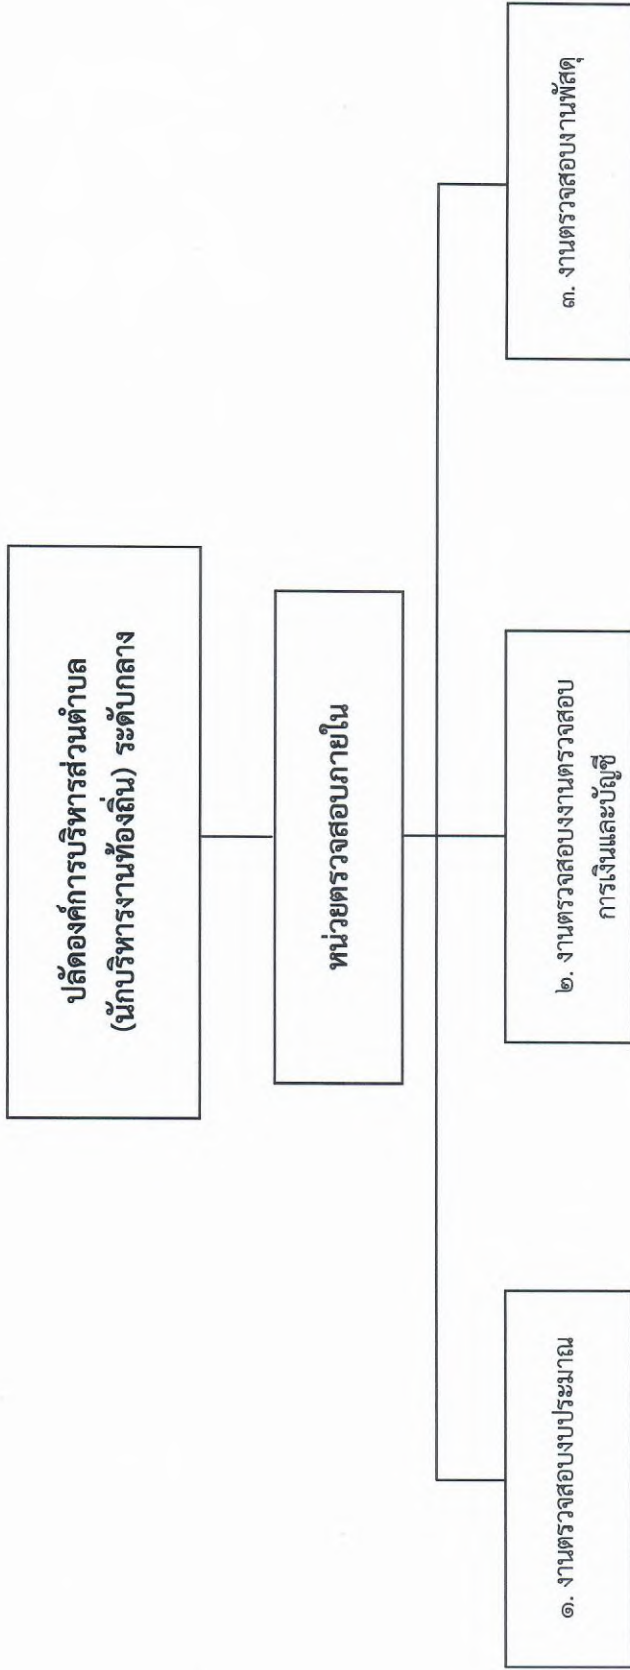 ปลัดองค์การบริหารส่วนตำบล
(นักบริหารงานท้องถิ่น) ระดับกลาง
หน่วยตรวจสอบภายใน
๑. งานตรวจสอบงบประมาณ
๒. งานตรวจสอบงงานตรวจสอบ
การเงินและบัญชี
๓. งานตรวจสอบงานพัสดุ